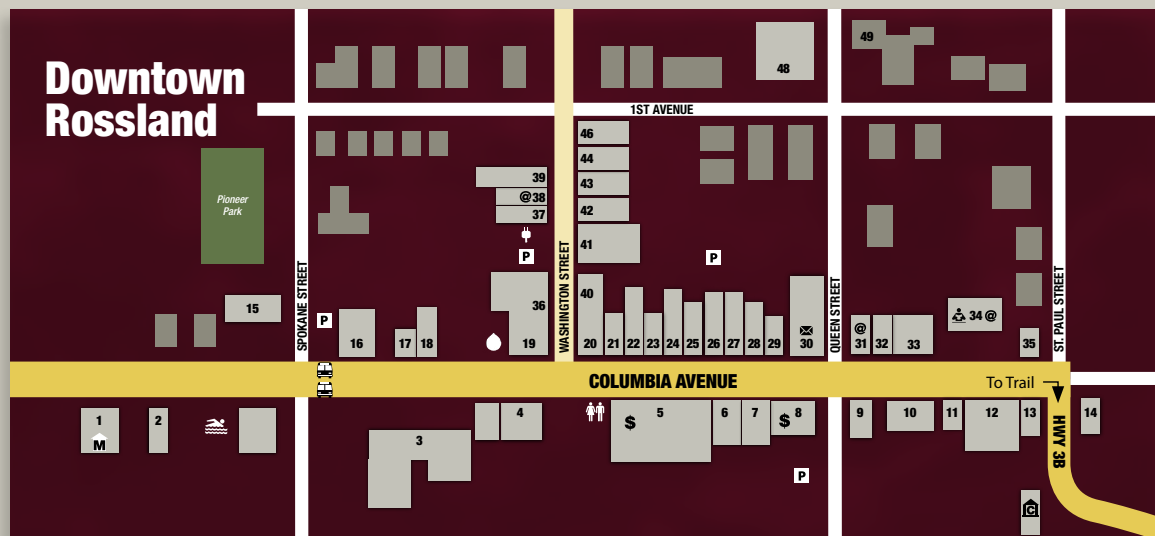 Downtown
Rossland
49
48
1ST AVENUE
46
44
43
42
41
39
@ 38
37
P
P
Pioneer
Park
SPOKANE STREET
WASHINGTON STREET
QUEEN STREET
ST. PAUL STREET
15
P
16
17
18
36
19
40
20
21
22
23
24
25
26
27
28
29
30
@
31
32
33
34 @
35
COLUMBIA AVENUE
To Trail
HWY 3B
1
M
2
3
4
$
5
6
7
$
8
9
10
11
12
13
14
P
C